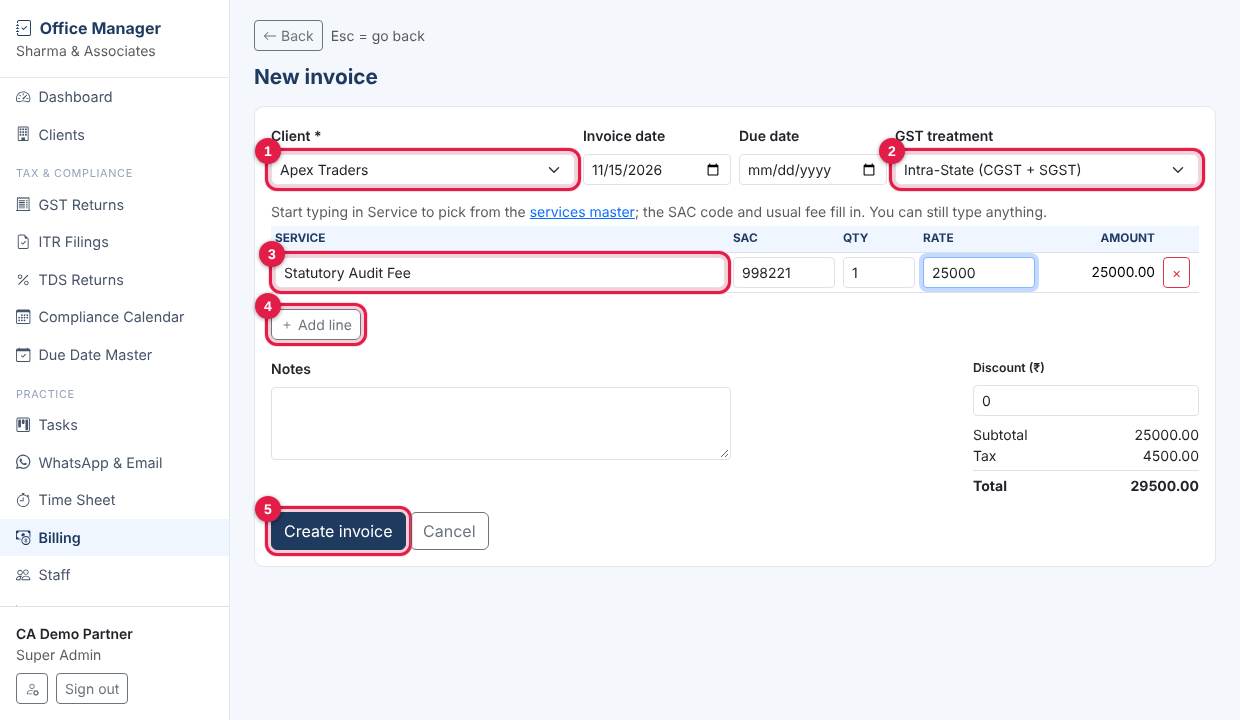 Office Manager
Sharma & Associates
Dashboard
Clients
TAX & COMPLIANCE
GST Returns
ITR Filings
TDS Returns
Compliance Calendar
Due Date Master
PRACTICE
Tasks
WhatsApp & Email
Time Sheet
Billing
Staff
CA Demo Partner
Super Admin
Sign out
← Back Esc = go back
New invoice
Client * Invoice date Due date GST treatment
1 2
Apex Traders 11/15/2026 mm/dd/yyyy Intra-State (CGST + SGST)
Start typing in Service to pick from the services master; the SAC code and usual fee fill in. You can still type anything.
SERVICE SAC QTY RATE AMOUNT
3
Statutory Audit Fee 998221 1 25000 25000.00 ×
4
+ Add line
Notes Discount (₹)
0
Subtotal 25000.00
Tax 4500.00
Total 29500.00
5
Create invoice Cancel